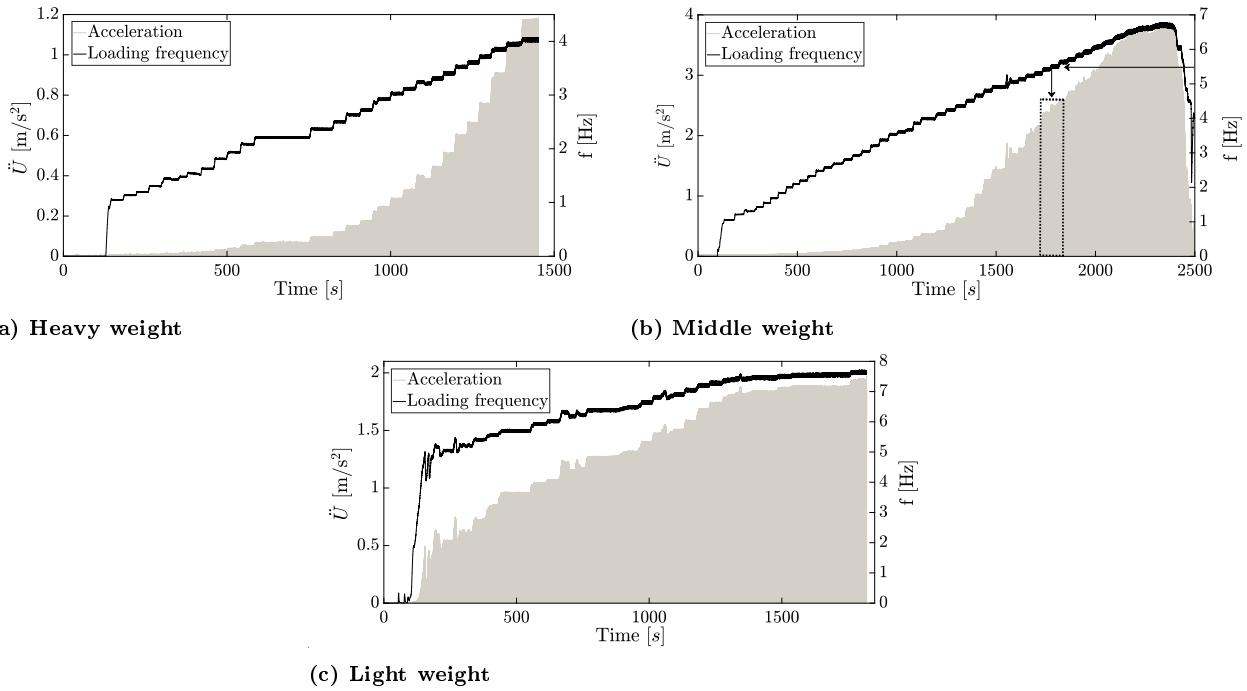 1.2
1
0.8
0.6
0.4
0.2
0
Ü [m/s²]
Acceleration
Loading frequency
4
3
2
1
0
f [Hz]
0 500 1000 1500
Time [s]
a) Heavy weight
4
3
2
1
0
Ü [m/s²]
Acceleration
Loading frequency
7
6
5
4
3
2
1
0
f [Hz]
0 500 1000 1500 2000 2500
Time [s]
(b) Middle weight
2
1.5
1
0.5
0
Ü [m/s²]
Acceleration
Loading frequency
8
7
6
5
4
3
2
1
0
f [Hz]
0 500 1000 1500
Time [s]
(c) Light weight